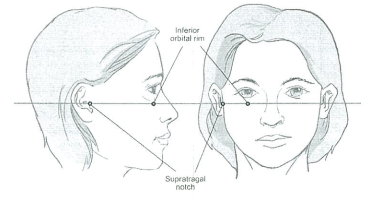 Inferior
orbital rim
Supratragal
notch